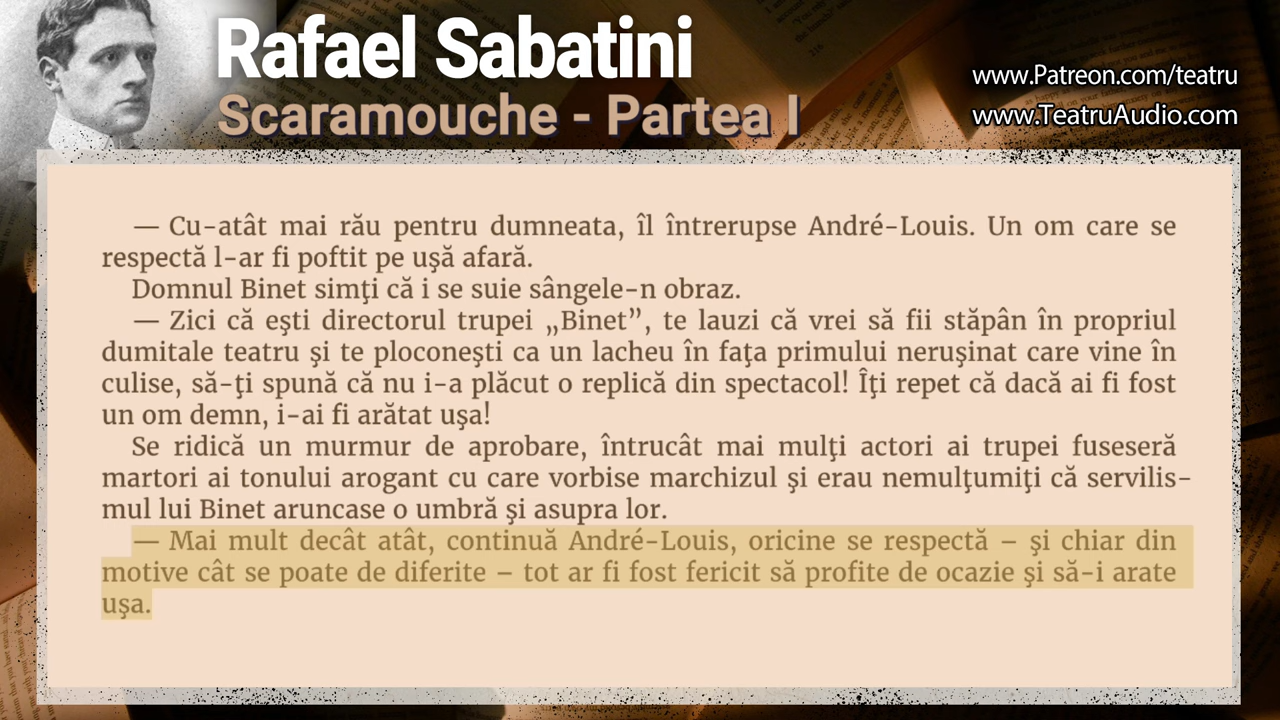 Rafael Sabatini
Scaramouche - Partea I
www.Patreon.com/teatru
www.TeatruAudio.com
— Cu-atât mai rău pentru dumneata, îl întrerupse André-Louis. Un om care se
respectă l-ar fi poftit pe uşă afară.
Domnul Binet simţi că i se suie sângele-n obraz.
— Zici că eşti directorul trupei „Binet”, te lauzi că vrei să fii stăpân în propriul
dumitale teatru şi te ploconeşti ca un lacheu în faţa primului neruşinat care vine în
culise, să-ţi spună că nu i-a plăcut o replică din spectacol! Îţi repet că dacă ai fi fost
un om demn, i-ai fi arătat uşa!
Se ridică un murmur de aprobare, întrucât mai mulţi actori ai trupei fuseseră
martori ai tonului arogant cu care vorbise marchizul şi erau nemulţumiţi că servilis-
mul lui Binet aruncase o umbră şi asupra lor.
— Mai mult decât atât, continuă André-Louis, oricine se respectă – şi chiar din
motive cât se poate de diferite – tot ar fi fost fericit să profite de ocazie şi să-i arate
uşa.